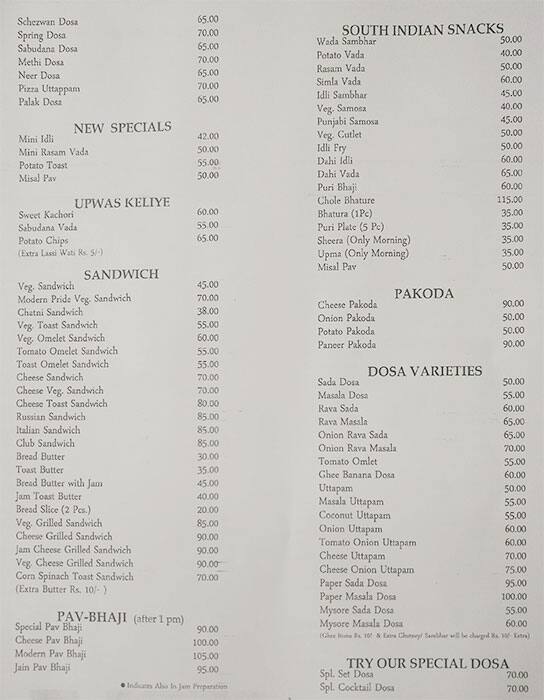 Schezwan Dosa 65.00
Spring Dosa 70.00
Sabudana Dosa 65.00
Methi Dosa 70.00
Neer Dosa 65.00
Pizza Uttappam 70.00
Palak Dosa 65.00
NEW SPECIALS
Mini Idli 42.00
Mini Rasam Vada 50.00
Potato Toast 55.00
Misal Pav 50.00
UPWAS KELIYE
Sweet Kachori 60.00
Sabudana Vada 55.00
Potato Chips 65.00
(Extra Lassi Wati Rs. 5/-)
SANDWICH
Veg. Sandwich 45.00
Modern Pride Veg. Sandwich 70.00
Chatni Sandwich 38.00
Veg. Toast Sandwich 55.00
Veg. Omelet Sandwich 60.00
Tomato Omelet Sandwich 55.00
Toast Omelet Sandwich 55.00
Cheese Sandwich 70.00
Cheese Veg. Sandwich 70.00
Cheese Toast Sandwich 80.00
Russian Sandwich 85.00
Italian Sandwich 85.00
Club Sandwich 85.00
Bread Butter 30.00
Toast Butter 35.00
Bread Butter with Jam 45.00
Jam Toast Butter 40.00
Bread Slice (2 Pcs.) 20.00
Veg. Grilled Sandwich 85.00
Cheese Grilled Sandwich 90.00
Jam Cheese Grilled Sandwich 90.00
Veg. Cheese Grilled Sandwich 90.00
Corn Spinach Toast Sandwich 70.00
(Extra Butter Rs. 10/- )
PAV-BHAJI (after 1 pm)
Special Pav Bhaji 90.00
Cheese Pav Bhaji 100.00
Modern Pav Bhaji 105.00
Jain Pav Bhaji 95.00
● Indicates Also In Jam Preparation
SOUTH INDIAN SNACKS
Wada Sambhar 50.00
Potato Vada 40.00
Rasam Vada 50.00
Simla Vada 60.00
Idli Sambhar 45.00
Veg. Samosa 40.00
Punjabi Samosa 45.00
Veg. Cutlet 50.00
Idli Fry 50.00
Dahi Idli 60.00
Dahi Vada 65.00
Puri Bhaji 60.00
Chole Bhature 115.00
Bhatura (1Pc) 35.00
Puri Plate (5 Pc) 35.00
Sheera (Only Morning) 35.00
Upma (Only Morning) 35.00
Misal Pav 50.00
PAKODA
Cheese Pakoda 90.00
Onion Pakoda 50.00
Potato Pakoda 50.00
Paneer Pakoda 90.00
DOSA VARIETIES
Sada Dosa 50.00
Masala Dosa 55.00
Rava Sada 60.00
Rava Masala 65.00
Onion Rava Sada 65.00
Onion Rava Masala 70.00
Tomato Omlet 55.00
Ghee Banana Dosa 60.00
Uttapam 50.00
Masala Uttapam 55.00
Coconut Uttapam 55.00
Onion Uttapam 60.00
Tomato Onion Uttapam 60.00
Cheese Uttapam 70.00
Cheese Onion Uttapam 75.00
Paper Sada Dosa 95.00
Paper Masala Dosa 100.00
Mysore Sada Dosa 55.00
Mysore Masala Dosa 60.00
(Ghee Items Rs. 10/- & Extra Chutney/ Sambhar will be charged Rs. 10/- Extra)
TRY OUR SPECIAL DOSA
Spl. Set Dosa 70.00
Spl. Cocktail Dosa 70.00